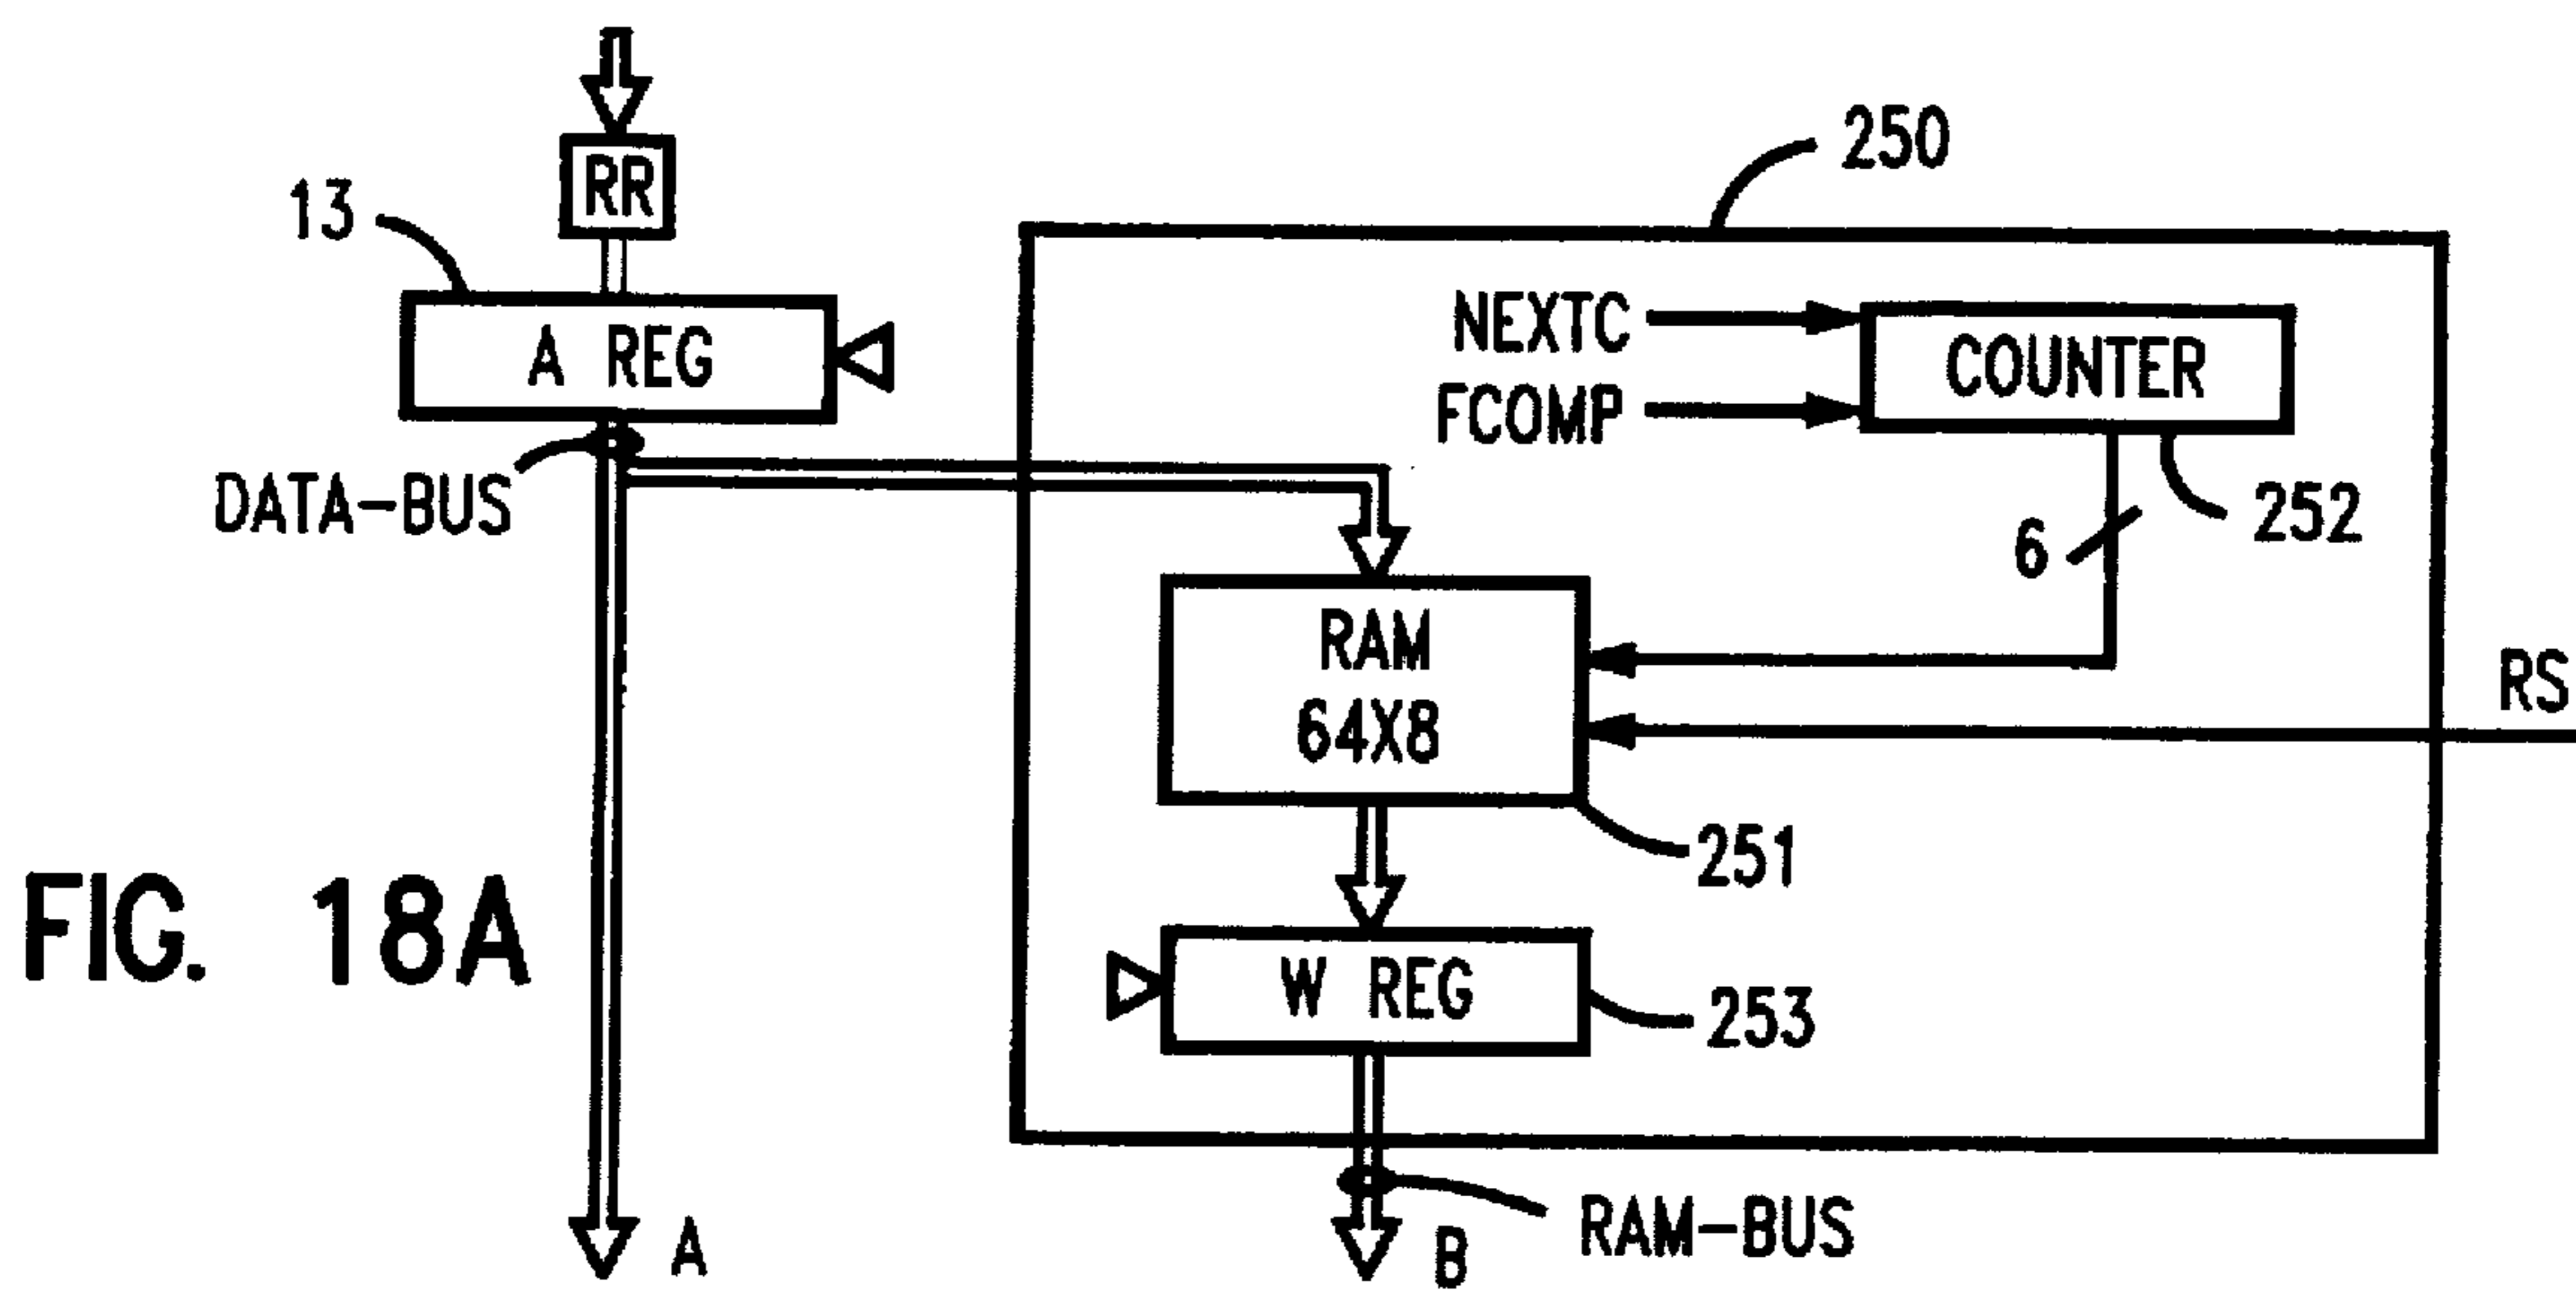 RR
13
250
A REG
NEXTC
COUNTER
FCOMP
DATA-BUS
252
6
RAM
64X8
RS
251
FIG. 18A
W REG
253
RAM-BUS
A
B